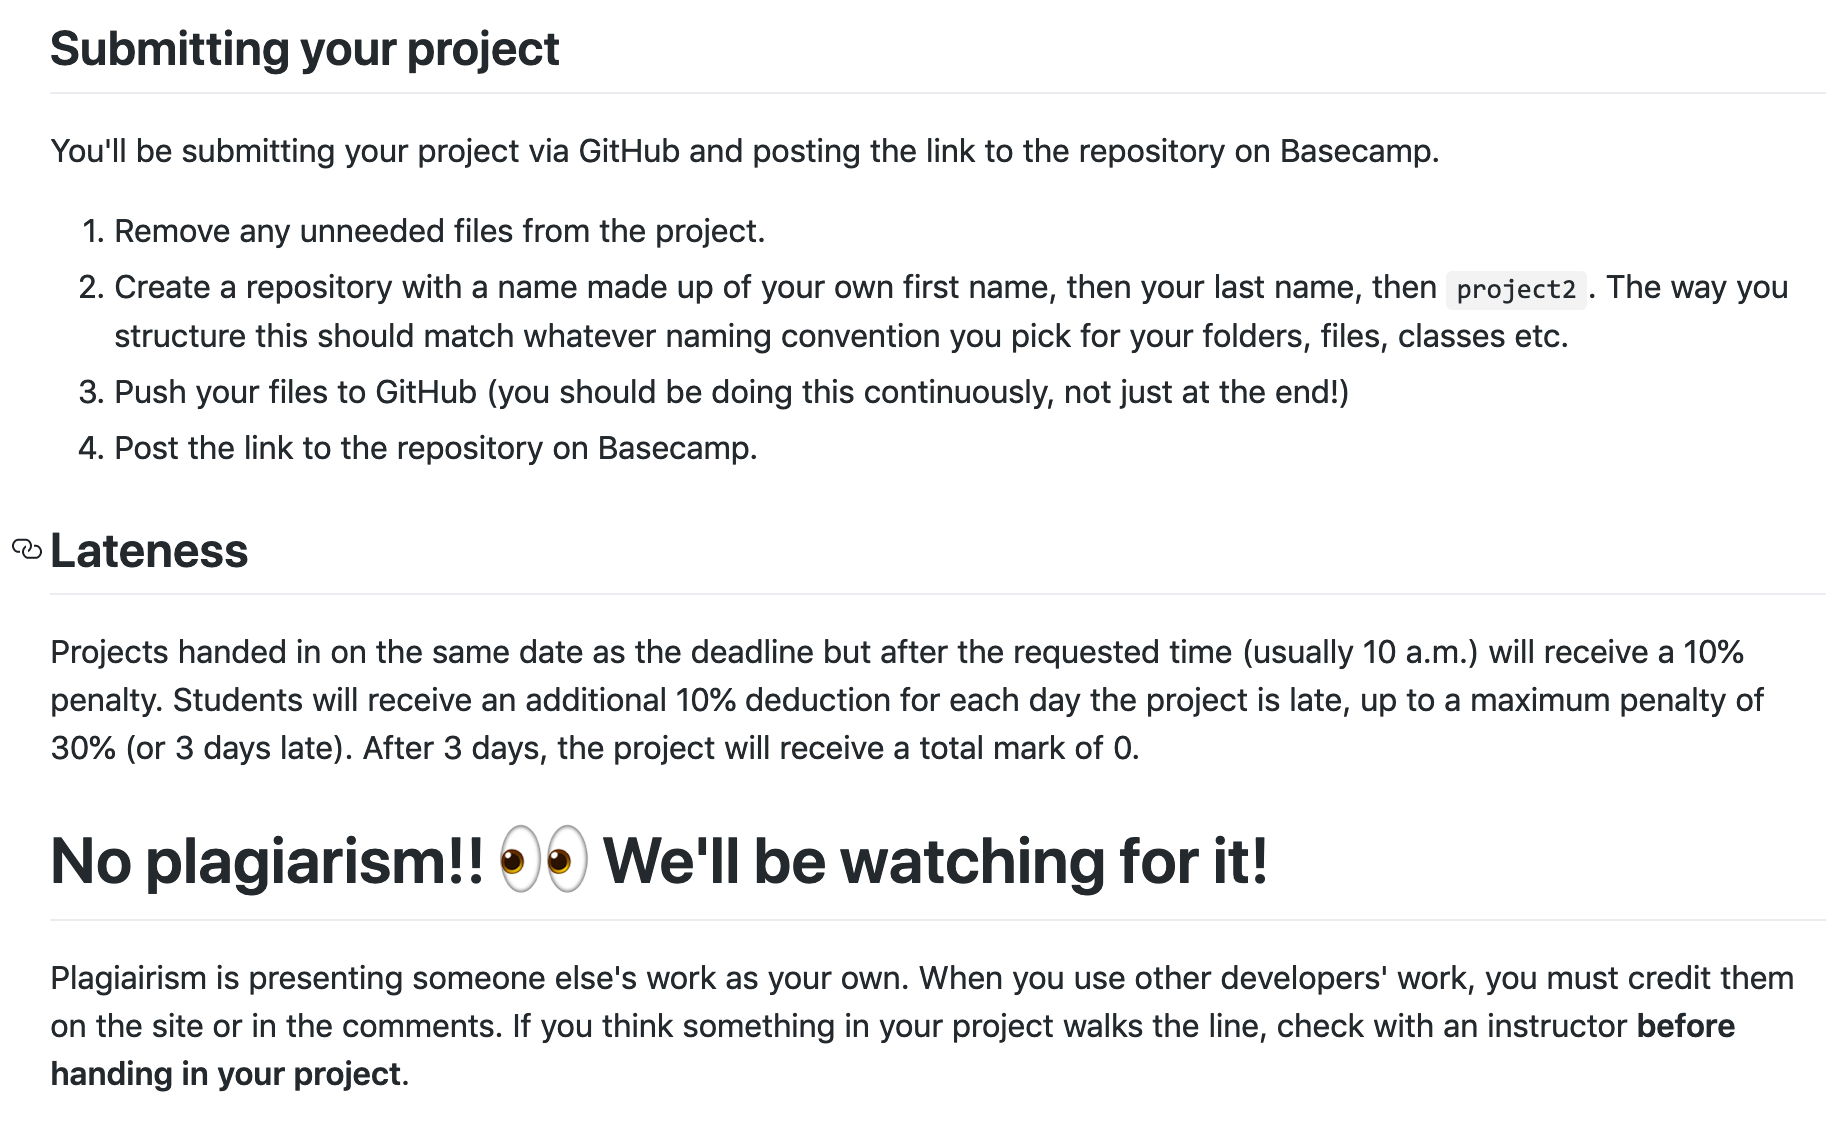 Submitting your project
You'll be submitting your project via GitHub and posting the link to the repository on Basecamp.
1. Remove any unneeded files from the project.
2. Create a repository with a name made up of your own first name, then your last name, then project2. The way you
structure this should match whatever naming convention you pick for your folders, files, classes etc.
3. Push your files to GitHub (you should be doing this continuously, not just at the end!)
4. Post the link to the repository on Basecamp.
Lateness
Projects handed in on the same date as the deadline but after the requested time (usually 10 a.m.) will receive a 10%
penalty. Students will receive an additional 10% deduction for each day the project is late, up to a maximum penalty of
30% (or 3 days late). After 3 days, the project will receive a total mark of 0.
No plagiarism!! 👀 We'll be watching for it!
Plagiairism is presenting someone else's work as your own. When you use other developers' work, you must credit them
on the site or in the comments. If you think something in your project walks the line, check with an instructor before
handing in your project.